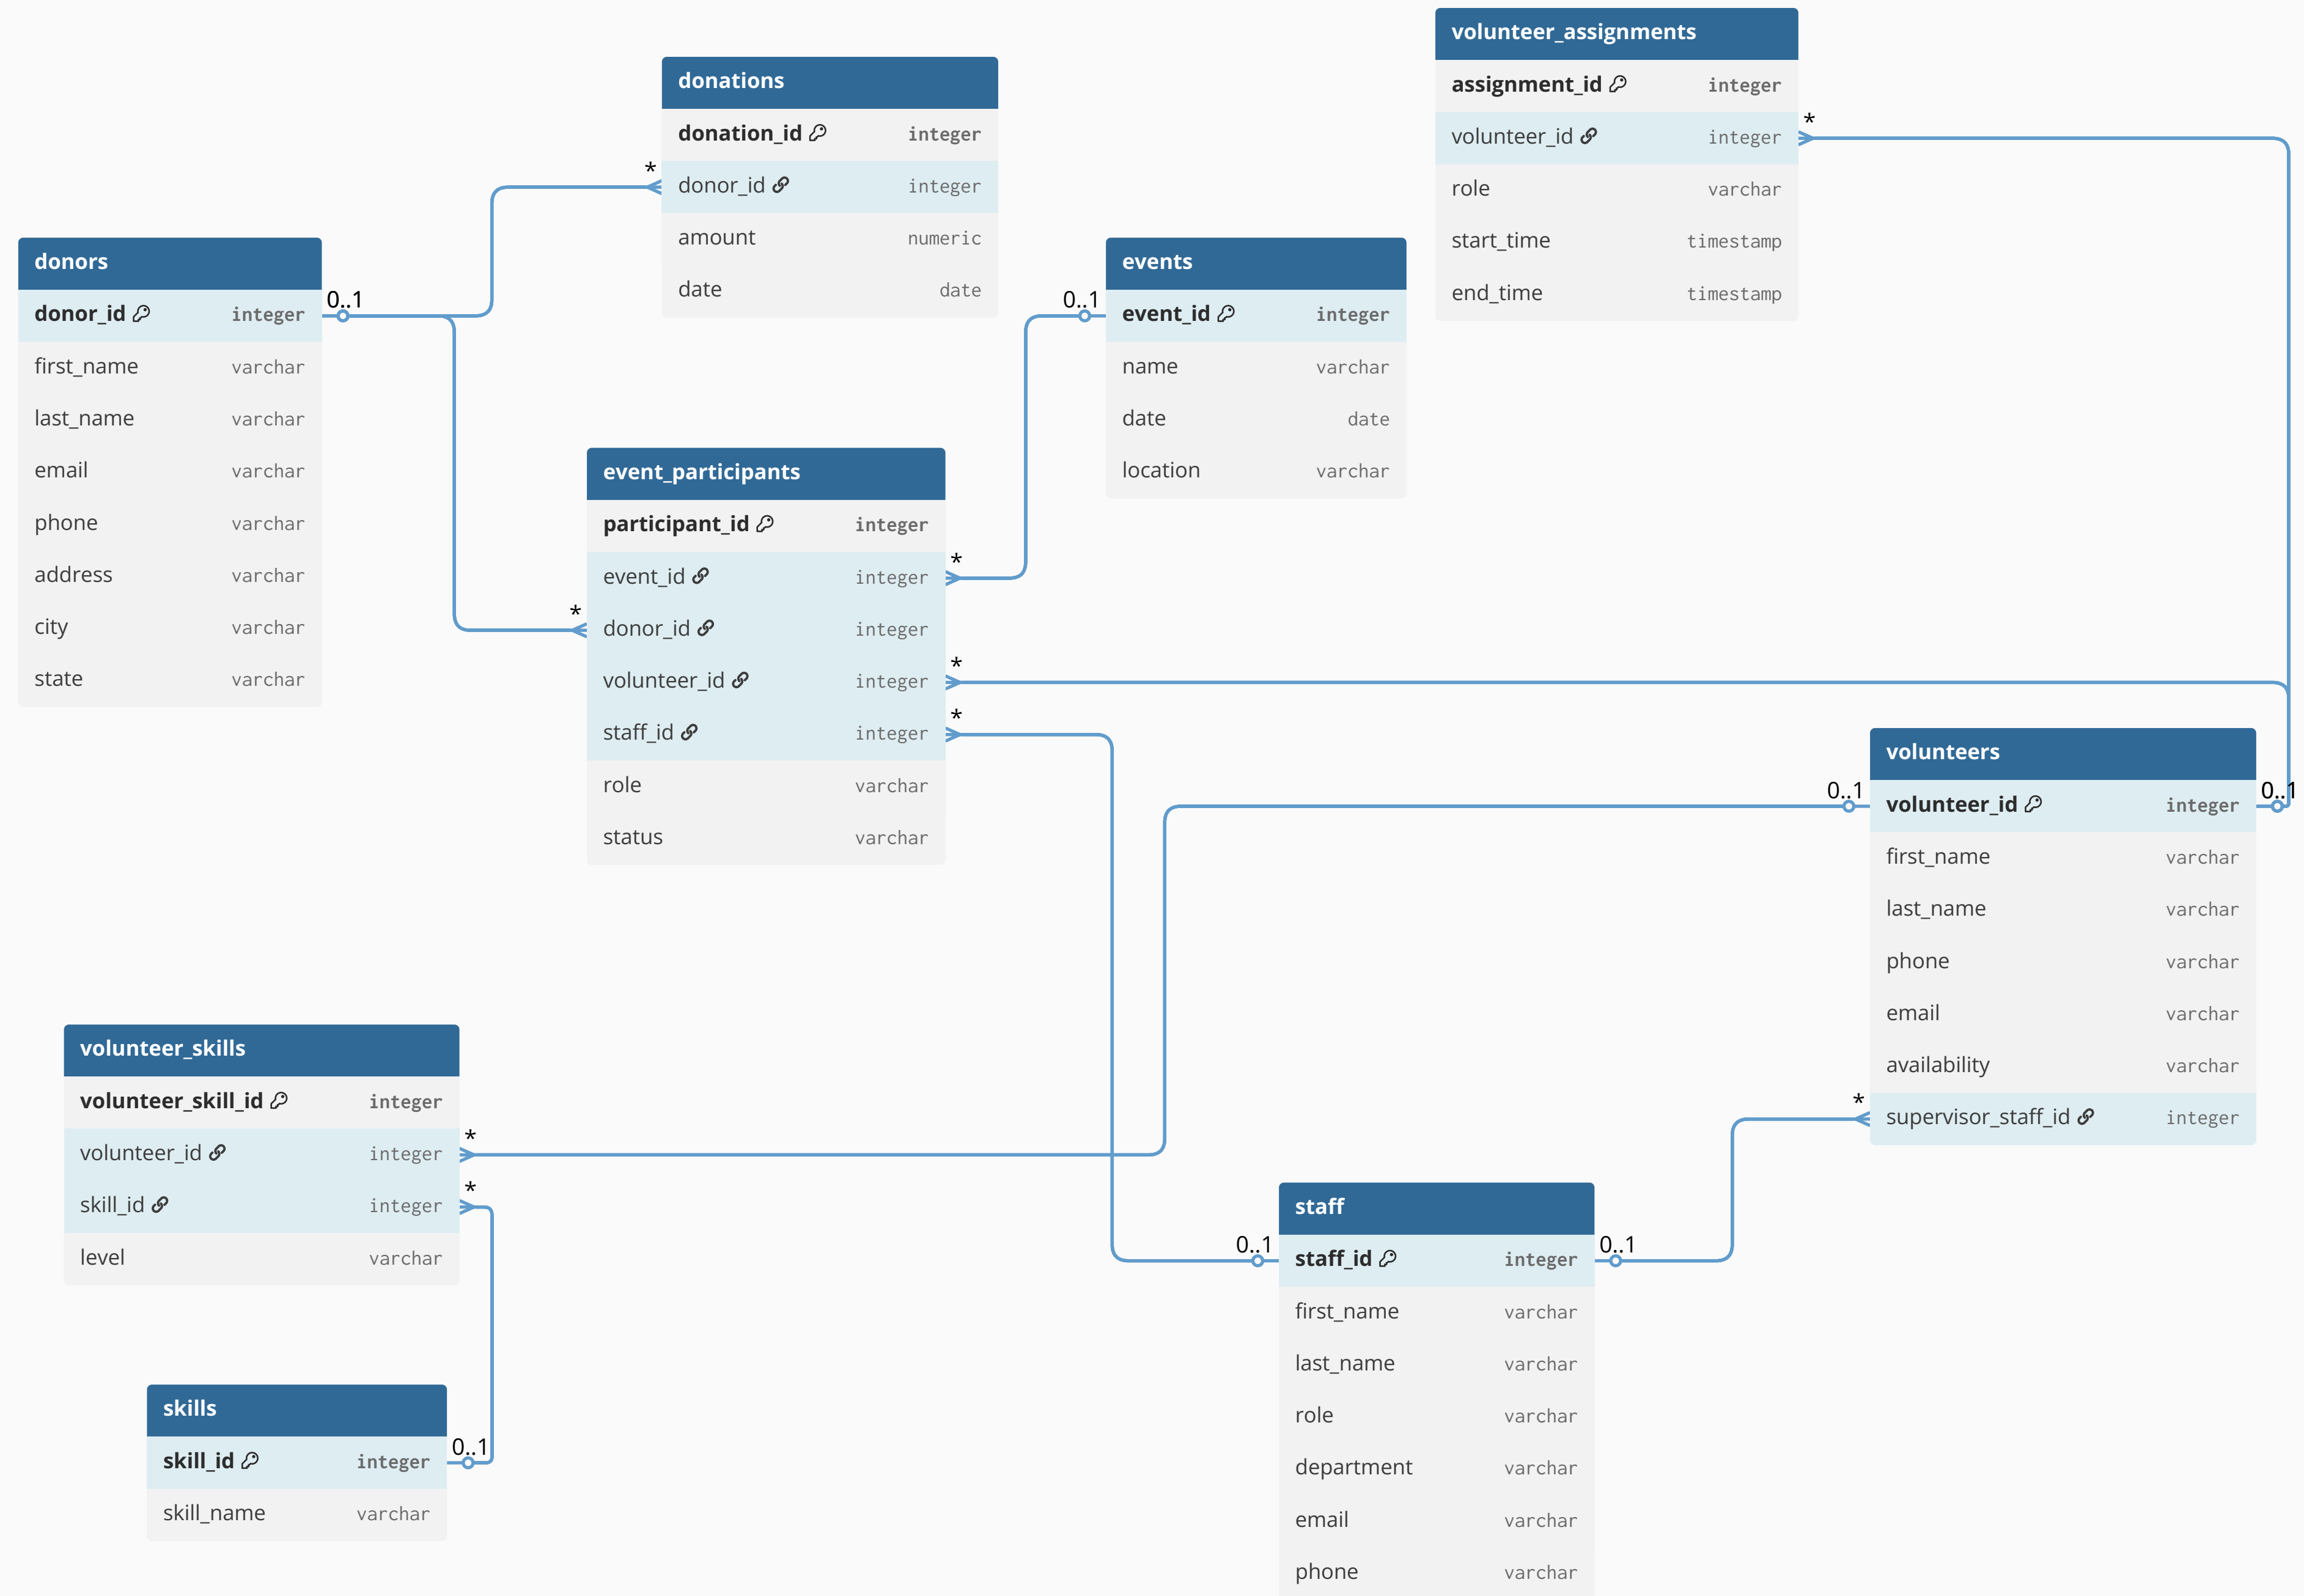 volunteer_assignments
assignment_id integer
* volunteer_id integer
role varchar
start_time timestamp
end_time timestamp
donations
donation_id integer
* donor_id integer
amount numeric
date date
donors
0..1 donor_id integer
first_name varchar
last_name varchar
email varchar
phone varchar
address varchar
city varchar
state varchar
events
0..1 event_id integer
name varchar
date date
location varchar
event_participants
participant_id integer
* event_id integer
* donor_id integer
* volunteer_id integer
* staff_id integer
role varchar
status varchar
volunteers
0..1 volunteer_id integer 0..1
first_name varchar
last_name varchar
phone varchar
email varchar
availability varchar
* supervisor_staff_id integer
volunteer_skills
volunteer_skill_id integer
volunteer_id integer *
skill_id integer *
level varchar
staff
0..1 staff_id integer 0..1
first_name varchar
last_name varchar
role varchar
department varchar
email varchar
phone varchar
skills
skill_id integer 0..1
skill_name varchar